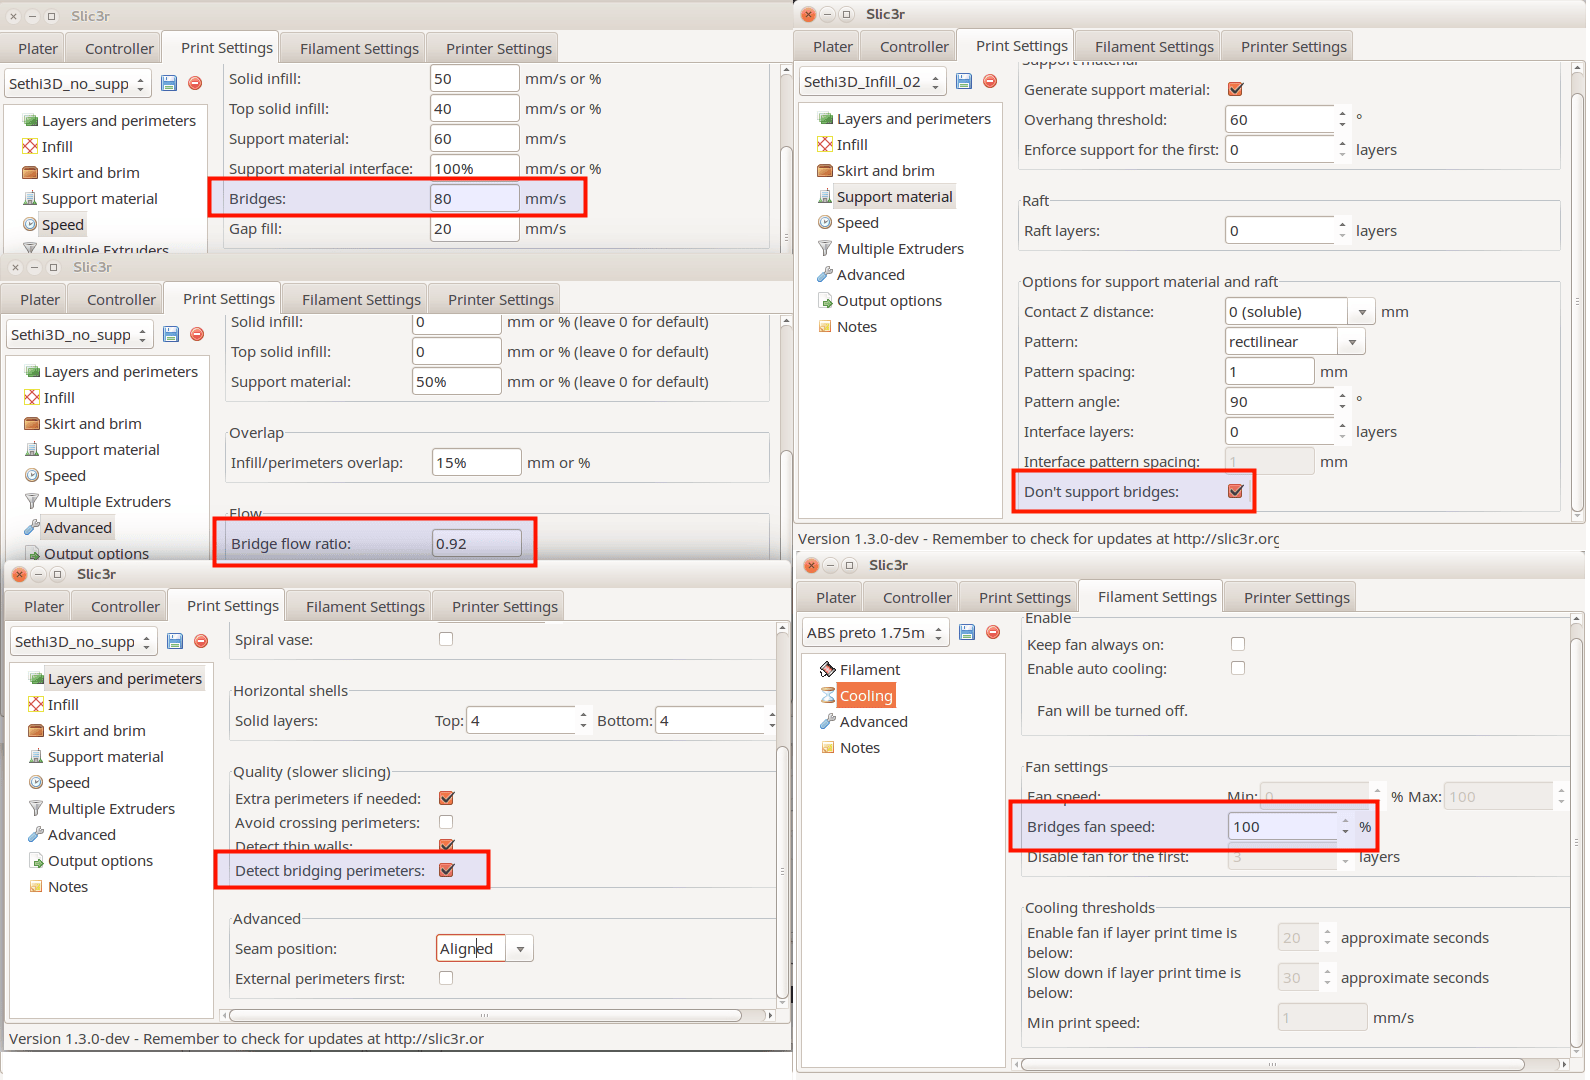 Slic3r
Plater Controller Print Settings Filament Settings Printer Settings
Sethi3D_no_supp
Layers and perimeters
Infill
Skirt and brim
Support material
Speed
Multiple Extruders
Solid infill: 50 mm/s or %
Top solid infill: 40 mm/s or %
Support material: 60 mm/s
Support material interface: 100% mm/s or %
Bridges: 80 mm/s
Gap fill: 20 mm/s
Slic3r
Plater Controller Print Settings Filament Settings Printer Settings
Sethi3D_no_supp
Layers and perimeters
Infill
Skirt and brim
Support material
Speed
Multiple Extruders
Advanced
Output options
Solid infill: 0 mm or % (leave 0 for default)
Top solid infill: 0 mm or % (leave 0 for default)
Support material: 50% mm or % (leave 0 for default)
Overlap
Infill/perimeters overlap: 15% mm or %
Flow
Bridge flow ratio: 0.92
Slic3r
Plater Controller Print Settings Filament Settings Printer Settings
Sethi3D_no_supp
Layers and perimeters
Infill
Skirt and brim
Support material
Speed
Multiple Extruders
Advanced
Output options
Notes
Spiral vase:
Horizontal shells
Solid layers: Top: 4 Bottom: 4
Quality (slower slicing)
Extra perimeters if needed:
Avoid crossing perimeters:
Detect thin walls:
Detect bridging perimeters:
Advanced
Seam position: Aligned
External perimeters first:
Version 1.3.0-dev - Remember to check for updates at http://slic3r.or
Slic3r
Plater Controller Print Settings Filament Settings Printer Settings
Sethi3D_Infill_02
Layers and perimeters
Infill
Skirt and brim
Support material
Speed
Multiple Extruders
Advanced
Output options
Notes
Support material
Generate support material:
Overhang threshold: 60 °
Enforce support for the first: 0 layers
Raft
Raft layers: 0 layers
Options for support material and raft
Contact Z distance: 0 (soluble) mm
Pattern: rectilinear
Pattern spacing: 1 mm
Pattern angle: 90 °
Interface layers: 0 layers
Interface pattern spacing: 1 mm
Don't support bridges:
Version 1.3.0-dev - Remember to check for updates at http://slic3r.org
Slic3r
Plater Controller Print Settings Filament Settings Printer Settings
ABS preto 1.75m
Filament
Cooling
Advanced
Notes
Enable
Keep fan always on:
Enable auto cooling:
Fan will be turned off.
Fan settings
Fan speed: Min: 0 % Max: 100
Bridges fan speed: 100 %
Disable fan for the first: 3 layers
Cooling thresholds
Enable fan if layer print time is
below: 20 approximate seconds
Slow down if layer print time is
below: 30 approximate seconds
Min print speed: 1 mm/s